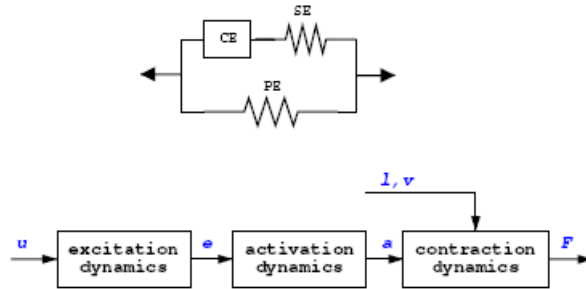 SE
CE
PE
l,v
u
excitation
dynamics
e
activation
dynamics
a
contraction
dynamics
F